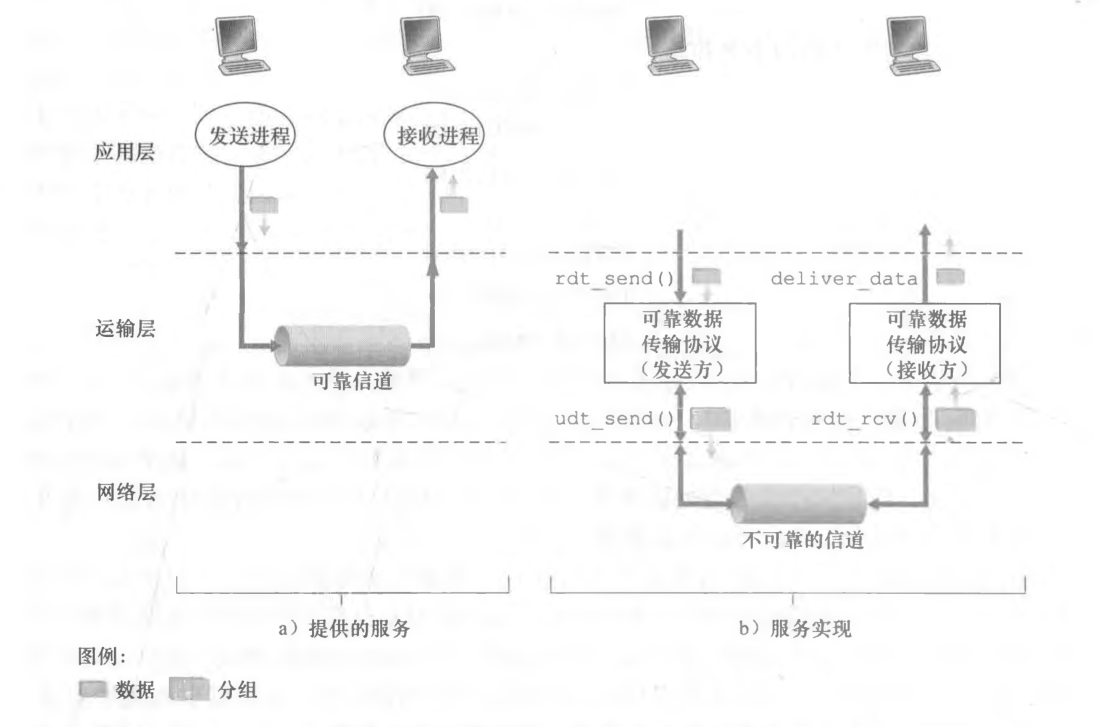 发送进程
接收进程
应用层
rdt_send()
deliver_data
运输层
可靠数据
传输协议
（发送方）
可靠数据
传输协议
（接收方）
可靠信道
udt_send()
rdt_rcv()
网络层
不可靠的信道
a）提供的服务
b）服务实现
图例：
数据
分组